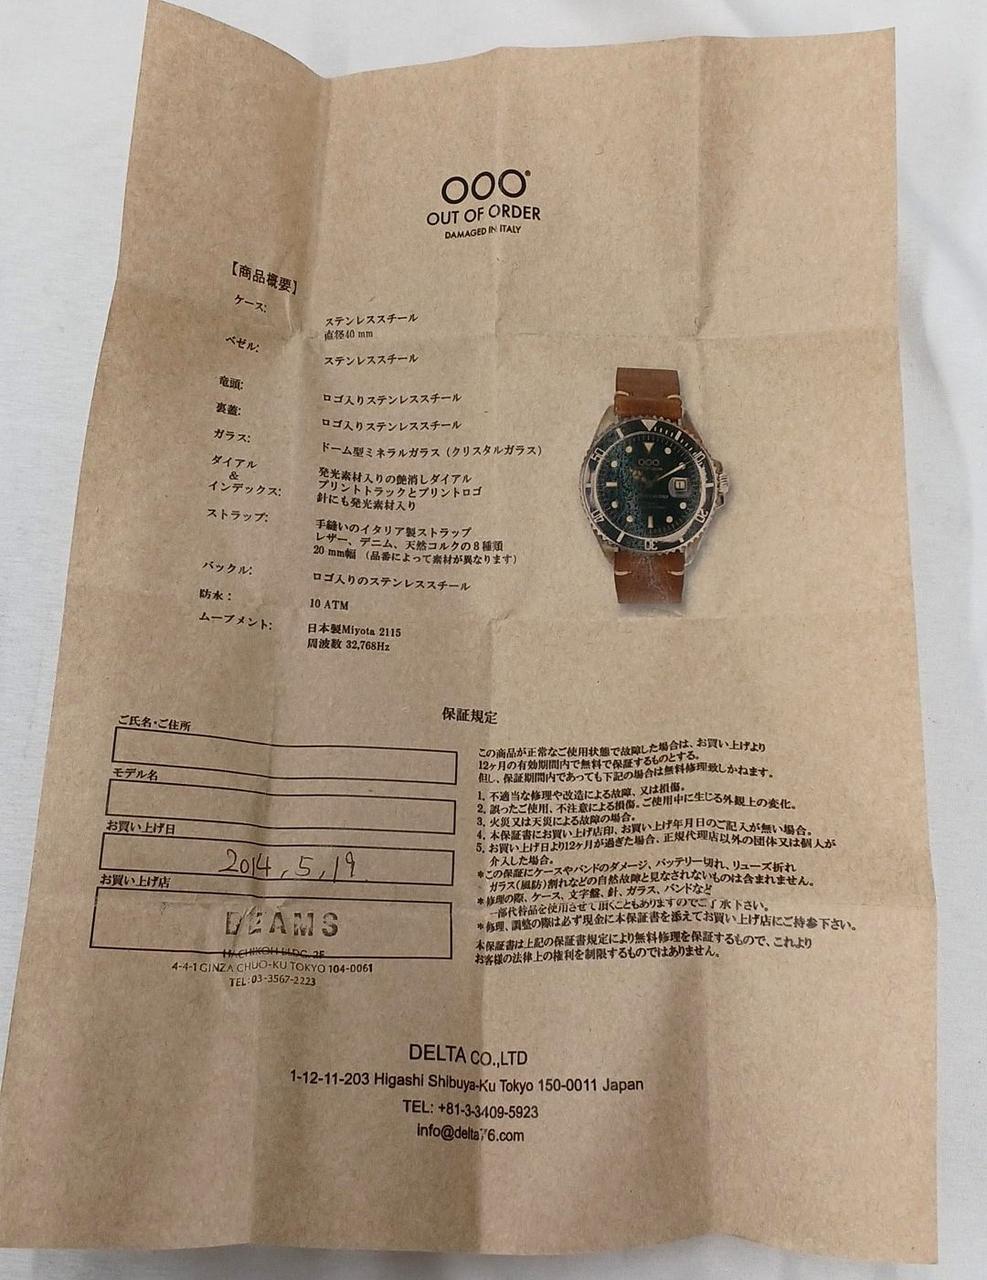 OOO®
OUT OF ORDER
DAMAGED IN ITALY
【商品概要】
ケース:
ステンレススチール
直径40 mm
ベゼル:
ステンレススチール
竜頭:
ロゴ入りステンレススチール
裏蓋:
ロゴ入りステンレススチール
ガラス:
ドーム型ミネラルガラス（クリスタルガラス）
ダイアル
&
インデックス:
発光素材入りの艶消しダイアル
プリントトラックとプリントロゴ
針にも発光素材入り
ストラップ:
手縫いのイタリア製ストラップ
レザー、デニム、天然コルクの8種類
20 mm幅（品番によって素材が異なります）
バックル:
ロゴ入りのステンレススチール
防水:
10 ATM
ムーブメント:
日本製Miyota 2115
周波数 32,768Hz
ご氏名・ご住所
モデル名
お買い上げ日
2014,5,19
お買い上げ店
BEAMS
HACHIKOH BLDG. 2F
4-4-1 GINZA CHUO-KU TOKYO 104-0061
TEL:03-3567-2223
保証規定
この商品が正常なご使用状態で故障した場合は、お買い上げより
12ヶ月の有効期間内で無料で保証するものとする。
但し、保証期間内であっても下記の場合は無料修理致しかねます。
1. 不適当な修理や改造による故障、又は損傷。
2. 誤ったご使用、不注意による損傷。ご使用中に生じる外観上の変化。
3. 火災又は天災による故障の場合。
4. 本保証書にお買い上げ店印、お買い上げ年月日のご記入が無い場合。
5. お買い上げ日より12ヶ月が過ぎた場合、正規代理店以外の団体又は個人が
介入した場合。
*この保証にケースやバンドのダメージ、バッテリー切れ、リューズ折れ
ガラス(風防)割れなどの自然故障と見なされないものは含まれません。
*修理の際、ケース、文字盤、針、ガラス、バンドなど
一部代替品を使用させて頂くこともありますのでご了承下さい。
*修理、調整の際は必ず現金に本保証書を添えてお買い上げ店にご持参下さい。
本保証書は上記の保証書規定により無料修理を保証するもので、これより
お客様の法律上の権利を制限するものではありません。
DELTA CO.,LTD
1-12-11-203 Higashi Shibuya-Ku Tokyo 150-0011 Japan
TEL: +81-3-3409-5923
info@delta76.com